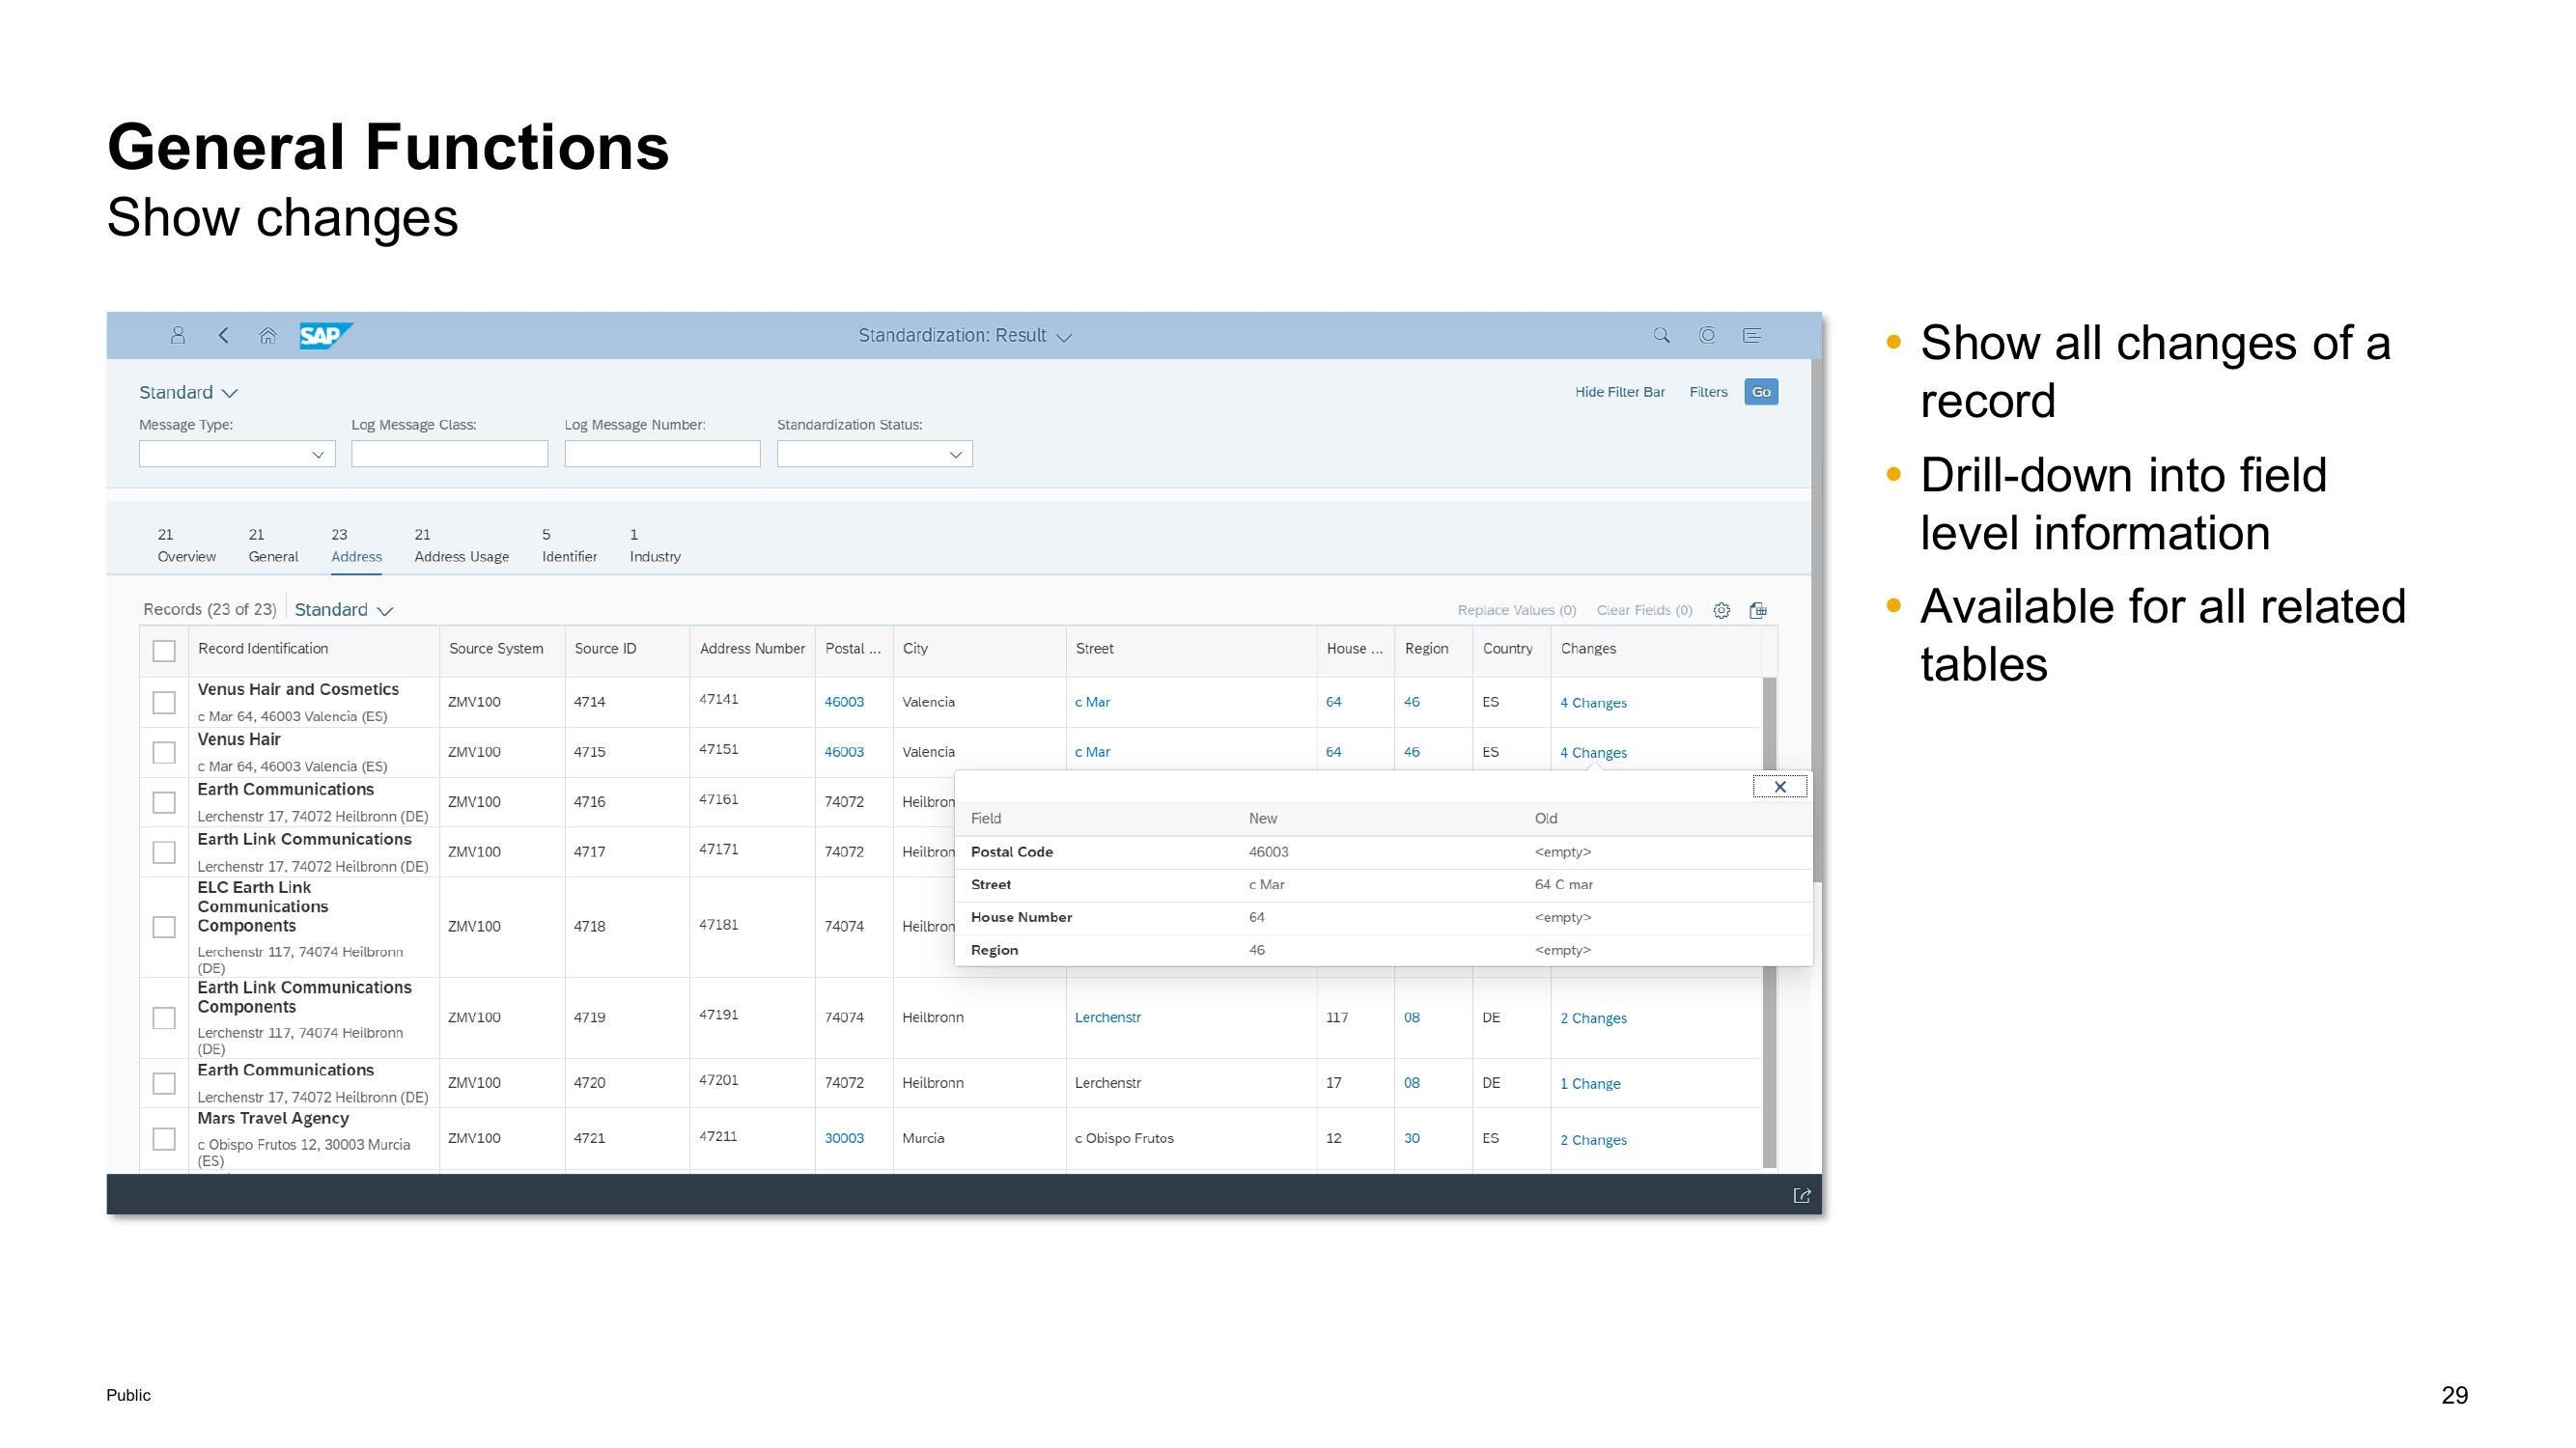 General Functions
Show changes
SAP
Standardization: Result
Standard
Hide Filter Bar Filters Go
Message Type: Log Message Class: Log Message Number: Standardization Status:
21 21 23 21 5 1
Overview General Address Address Usage Identifier Industry
Records (23 of 23) Standard Replace Values (0) Clear Fields (0)
Record Identification Source System Source ID Address Number Postal ... City Street House ... Region Country Changes
Venus Hair and Cosmetics
c Mar 64, 46003 Valencia (ES)
ZMV100 4714 47141 46003 Valencia c Mar 64 46 ES 4 Changes
Venus Hair
c Mar 64, 46003 Valencia (ES)
ZMV100 4715 47151 46003 Valencia c Mar 64 46 ES 4 Changes
Earth Communications
Lerchenstr 17, 74072 Heilbronn (DE)
ZMV100 4716 47161 74072 Heilbron
Earth Link Communications
Lerchenstr 17, 74072 Heilbronn (DE)
ZMV100 4717 47171 74072 Heilbron
ELC Earth Link
Communications
Components
Lerchenstr 117, 74074 Heilbronn
(DE)
ZMV100 4718 47181 74074 Heilbron
Field New Old
Postal Code 46003 <empty>
Street c Mar 64 C mar
House Number 64 <empty>
Region 46 <empty>
Earth Link Communications
Components
Lerchenstr 117, 74074 Heilbronn
(DE)
ZMV100 4719 47191 74074 Heilbronn Lerchenstr 117 08 DE 2 Changes
Earth Communications
Lerchenstr 17, 74072 Heilbronn (DE)
ZMV100 4720 47201 74072 Heilbronn Lerchenstr 17 08 DE 1 Change
Mars Travel Agency
c Obispo Frutos 12, 30003 Murcia
(ES)
ZMV100 4721 47211 30003 Murcia c Obispo Frutos 12 30 ES 2 Changes
• Show all changes of a
record
• Drill-down into field
level information
• Available for all related
tables
Public
29